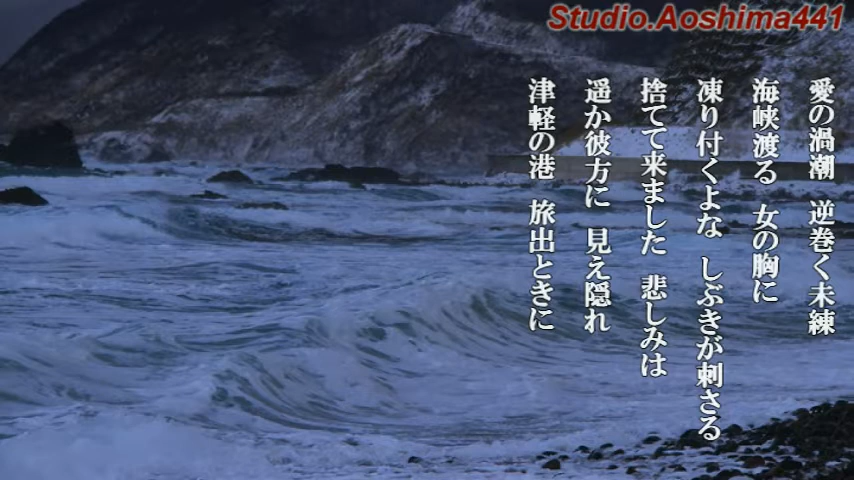 Studio.Aoshima441
愛の渦潮 逆巻く未練
海峡渡る 女の胸に
凍り付くよな しぶきが刺さる
捨てて来ました 悲しみは
遥か彼方に 見え隠れ
津軽の港 旅出ときに